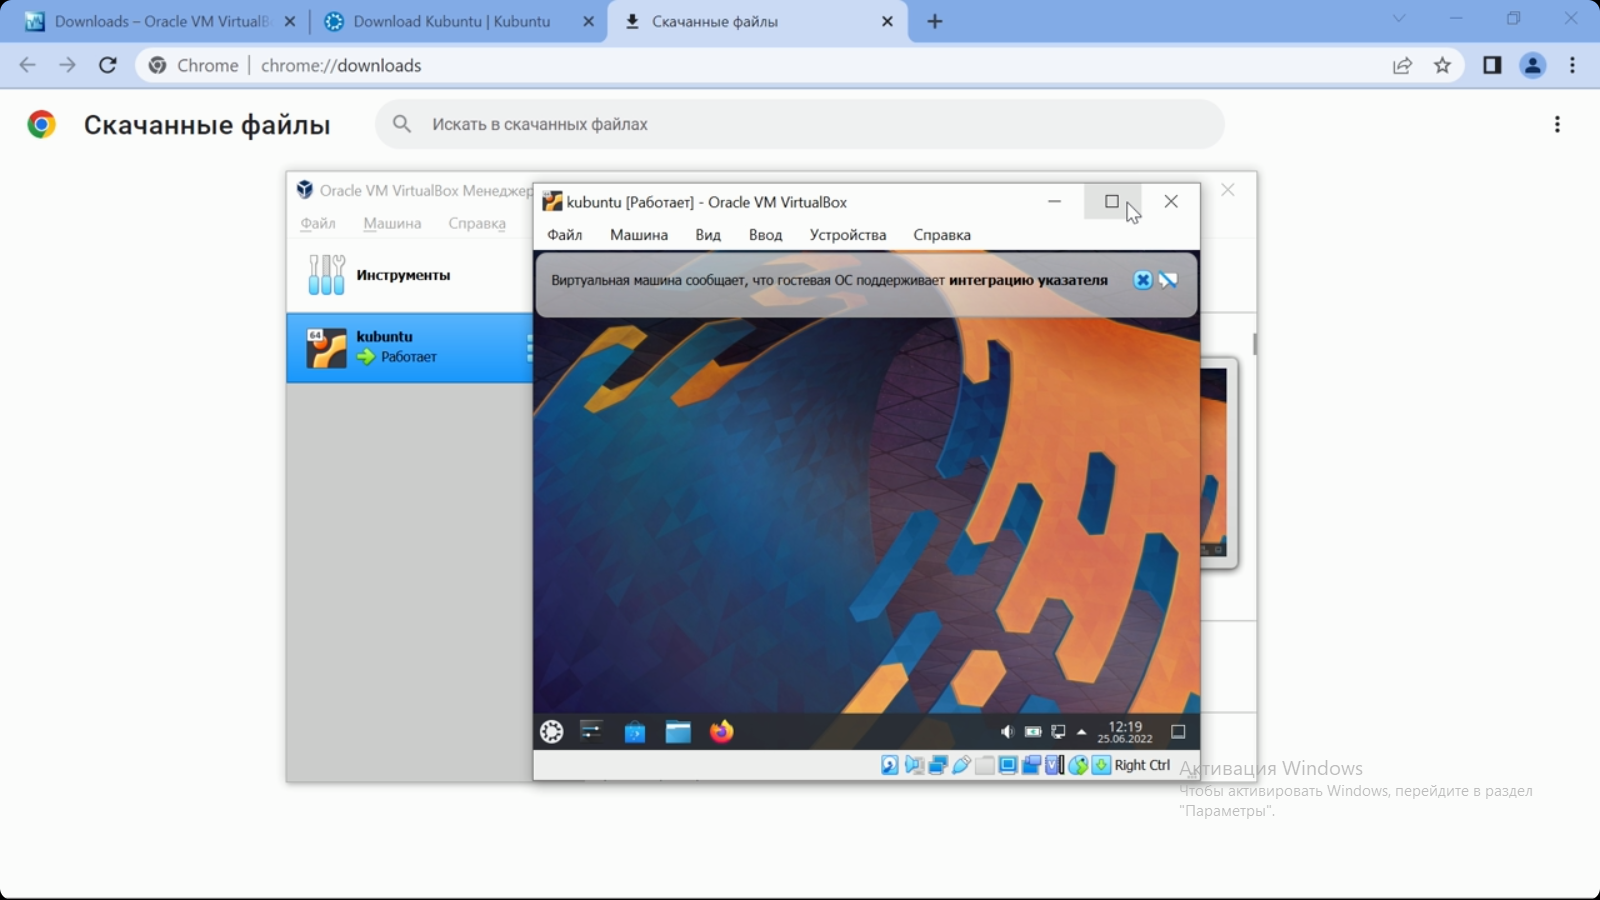 Downloads – Oracle VM VirtualB
Download Kubuntu | Kubuntu
Скачанные файлы
Chrome
chrome://downloads
Скачанные файлы
Искать в скачанных файлах
Oracle VM VirtualBox Менеджер
Файл Машина Справка
Инструменты
64
kubuntu
Работает
kubuntu [Работает] - Oracle VM VirtualBox
Файл Машина Вид Ввод Устройства Справка
Виртуальная машина сообщает, что гостевая ОС поддерживает интеграцию указателя
12:19
25.06.2022
Right Ctrl
Активация Windows
Чтобы активировать Windows, перейдите в раздел
"Параметры".